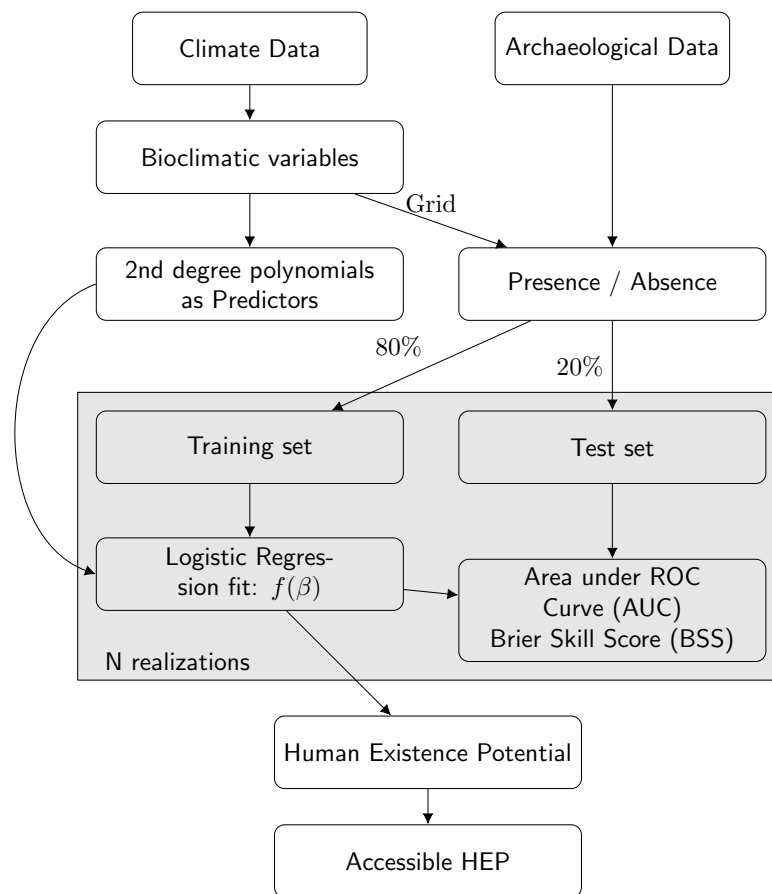 Climate Data
Archaeological Data
Bioclimatic variables
Grid
2nd degree polynomials
as Predictors
Presence / Absence
80%
20%
Training set
Test set
Logistic Regres-
sion fit: f(β)
Area under ROC
Curve (AUC)
Brier Skill Score (BSS)
N realizations
Human Existence Potential
Accessible HEP